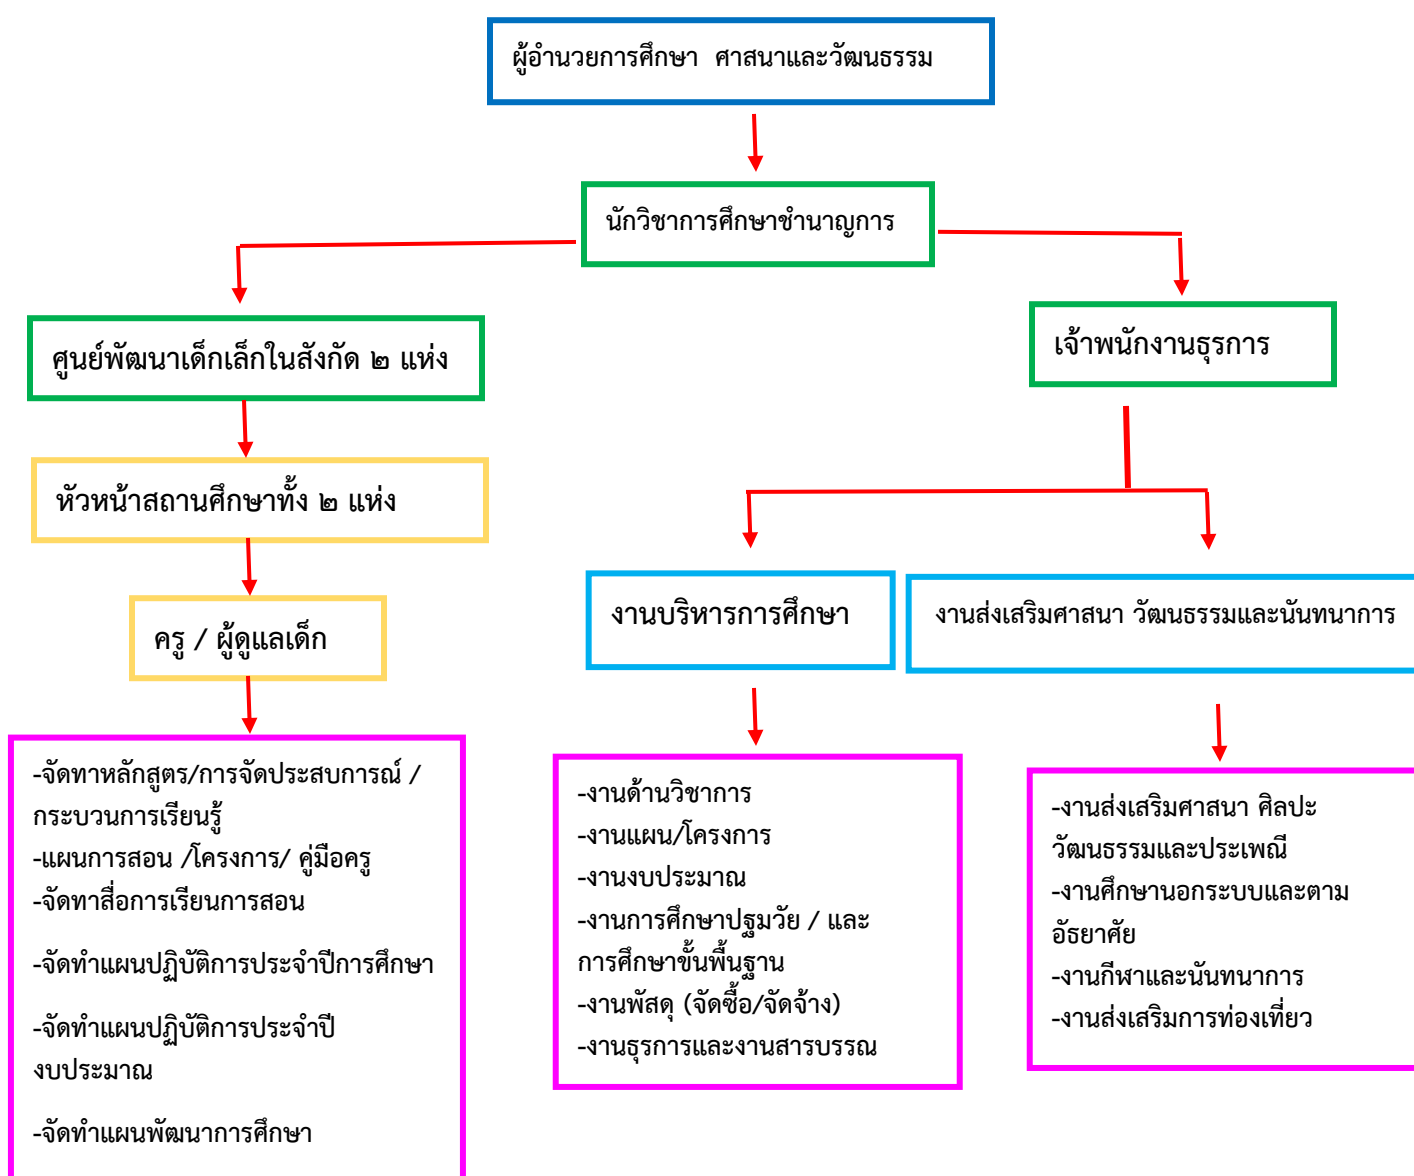 ผู้อำนวยการศึกษา  ศาสนาและวัฒนธรรม
นักวิชาการศึกษาชำนาญการ
ศูนย์พัฒนาเด็กเล็กในสังกัด ๒ แห่ง
เจ้าพนักงานธุรการ
หัวหน้าสถานศึกษาทั้ง ๒ แห่ง
ครู / ผู้ดูแลเด็ก
งานบริหารการศึกษา
งานส่งเสริมศาสนา วัฒนธรรมและนันทนาการ
-จัดทาหลักสูตร/การจัดประสบการณ์ /
กระบวนการเรียนรู้
-แผนการสอน /โครงการ/ คู่มือครู
-จัดทาสื่อการเรียนการสอน
-จัดทำแผนปฏิบัติการประจำปีการศึกษา
-จัดทำแผนปฏิบัติการประจำปี
งบประมาณ
-จัดทำแผนพัฒนาการศึกษา
-งานด้านวิชาการ
-งานแผน/โครงการ
-งานงบประมาณ
-งานการศึกษาปฐมวัย / และ
การศึกษาขั้นพื้นฐาน
-งานพัสดุ (จัดซื้อ/จัดจ้าง)
-งานธุรการและงานสารบรรณ
-งานส่งเสริมศาสนา ศิลปะ
วัฒนธรรมและประเพณี
-งานศึกษานอกระบบและตาม
อัธยาศัย
-งานกีฬาและนันทนาการ
-งานส่งเสริมการท่องเที่ยว